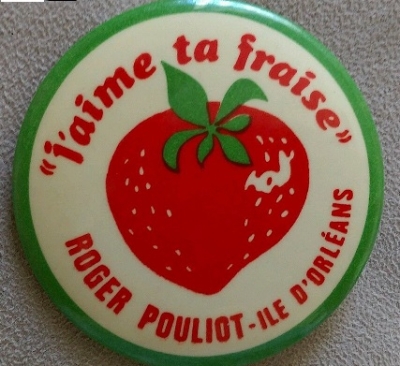 «j'aime ta fraise»
ROGER POULIOT-ILE D'ORLÉANS